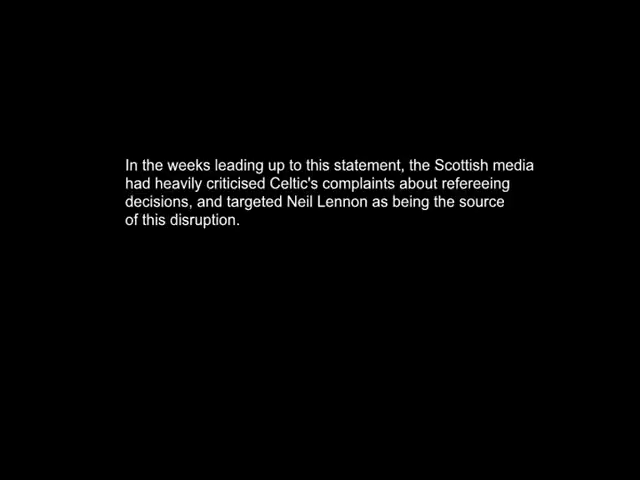 In the weeks leading up to this statement, the Scottish media
had heavily criticised Celtic's complaints about refereeing
decisions, and targeted Neil Lennon as being the source
of this disruption.